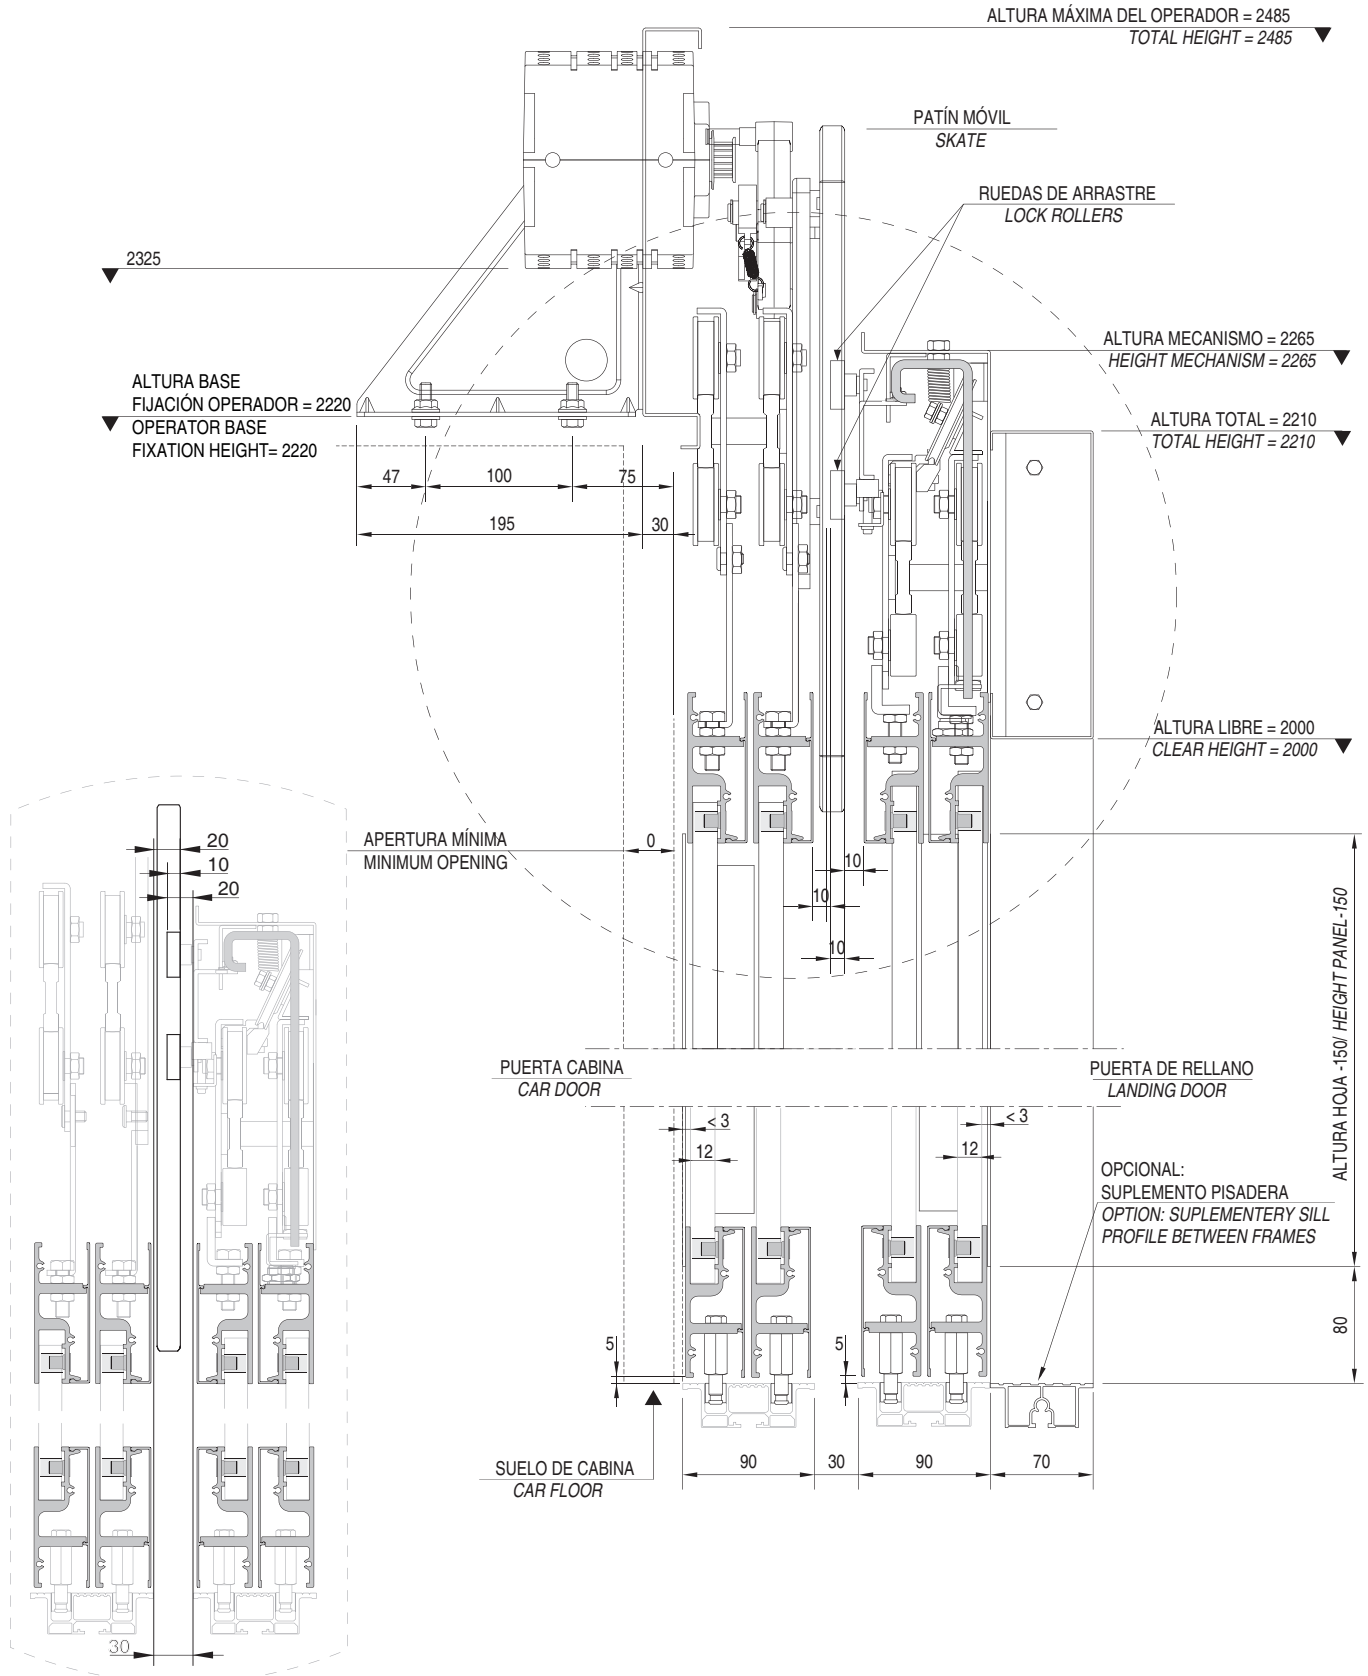 ALTURA MÁXIMA DEL OPERADOR = 2485
TOTAL HEIGHT = 2485
PATÍN MÓVIL
SKATE
RUEDAS DE ARRASTRE
LOCK ROLLERS
2325
ALTURA MECANISMO = 2265
HEIGHT MECHANISM = 2265
ALTURA BASE
FIJACIÓN OPERADOR = 2220
OPERATOR BASE
FIXATION HEIGHT= 2220
ALTURA TOTAL = 2210
TOTAL HEIGHT = 2210
47
100
75
195
30
ALTURA LIBRE = 2000
CLEAR HEIGHT = 2000
20
10
20
APERTURA MÍNIMA
MINIMUM OPENING
0
10
10
10
ALTURA HOJA -150/ HEIGHT PANEL-150
PUERTA CABINA
CAR DOOR
PUERTA DE RELLANO
LANDING DOOR
< 3
12
< 3
12
OPCIONAL:
SUPLEMENTO PISADERA
OPTION: SUPLEMENTERY SILL
PROFILE BETWEEN FRAMES
5
5
80
SUELO DE CABINA
CAR FLOOR
90
30
90
70
30